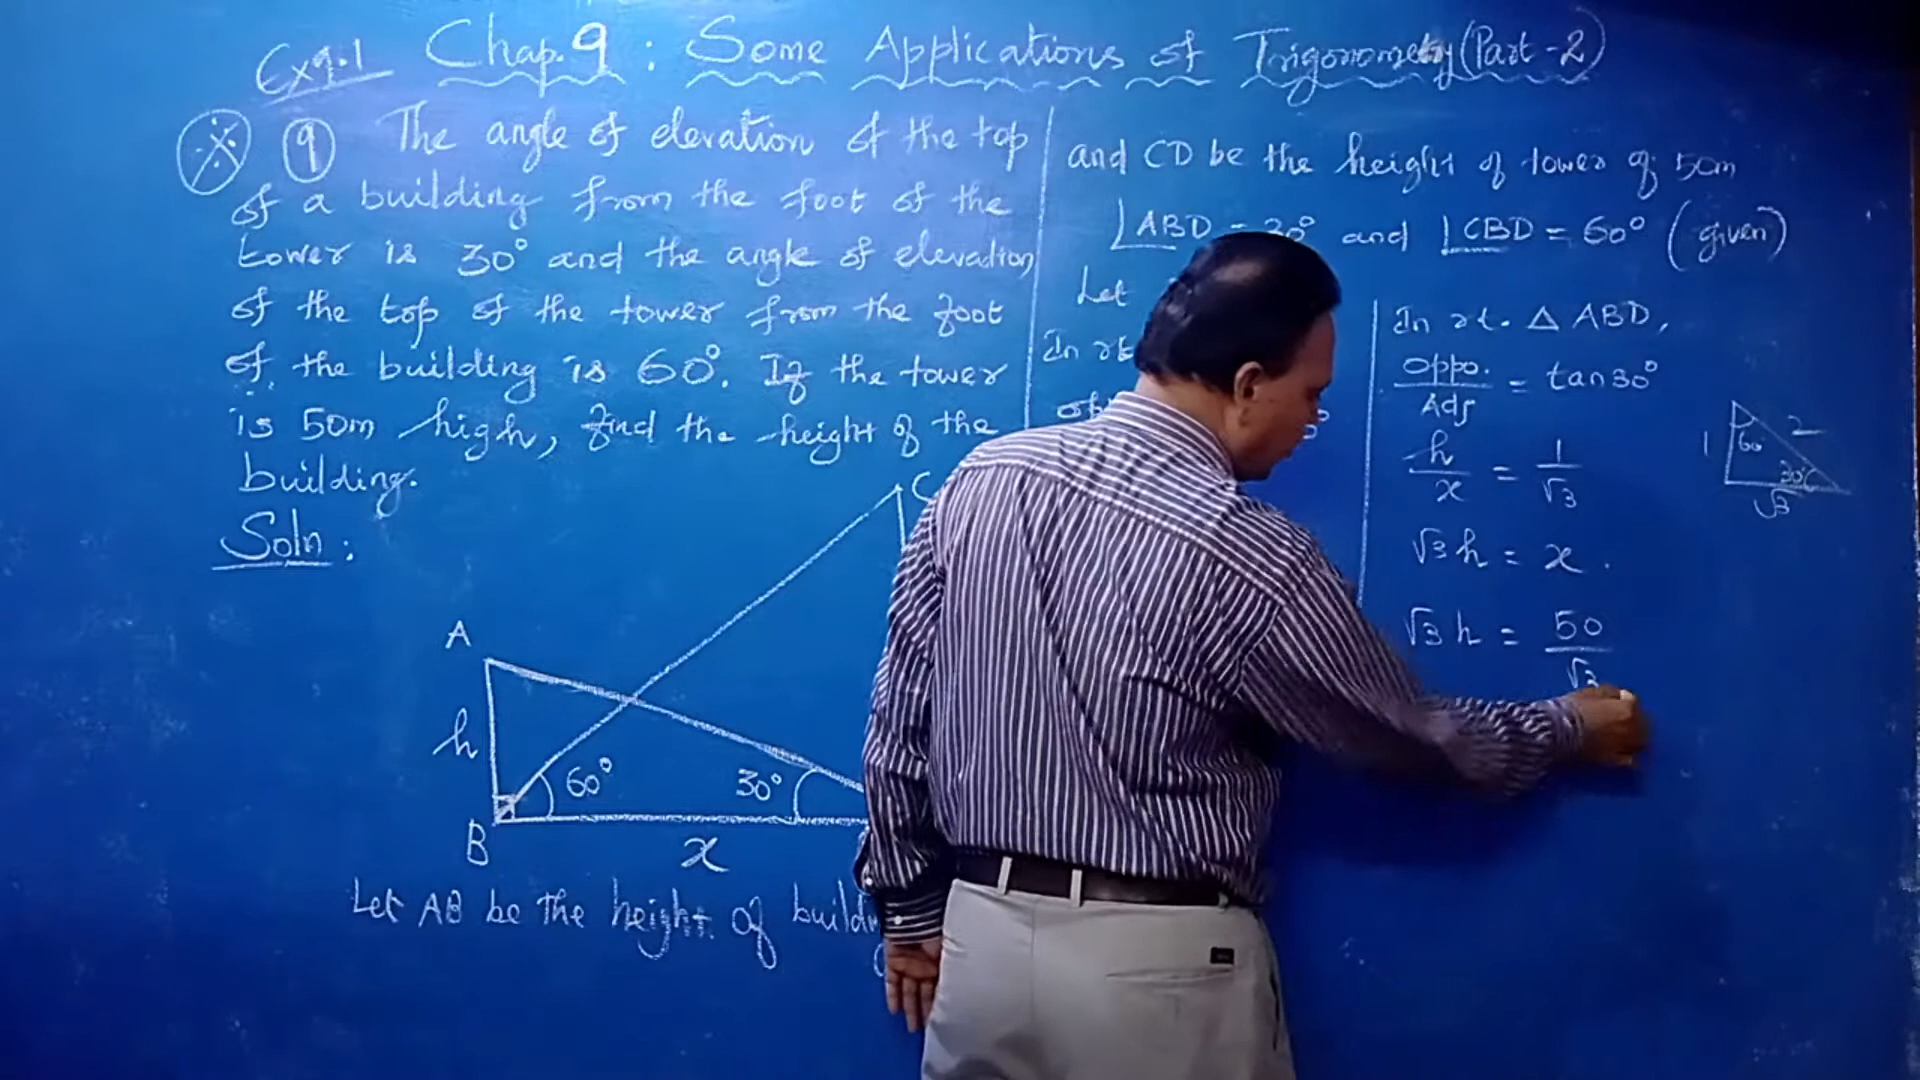 Ex9.1 Chap.9 : Some Applications of Trigonometry (Part-2)
9 The angle of elevation of the top
of a building from the foot of the
tower is 30° and the angle of elevation
of the top of the tower from the foot
of the building is 60°. If the tower
is 50m high, find the height of the
building.
Soln :
C
A
h
60°
30°
B
x
Let AB be the height of
and CD be the height of tower of 50m
∠ABD = 30° and ∠CBD = 60° (given)
Let
In rt
In rt. △ ABD,
Oppo. / Adj = tan30°
h / x = 1 / √3
√3 h = x .
√3 h = 50 / √3
1
60
2
30°
√3